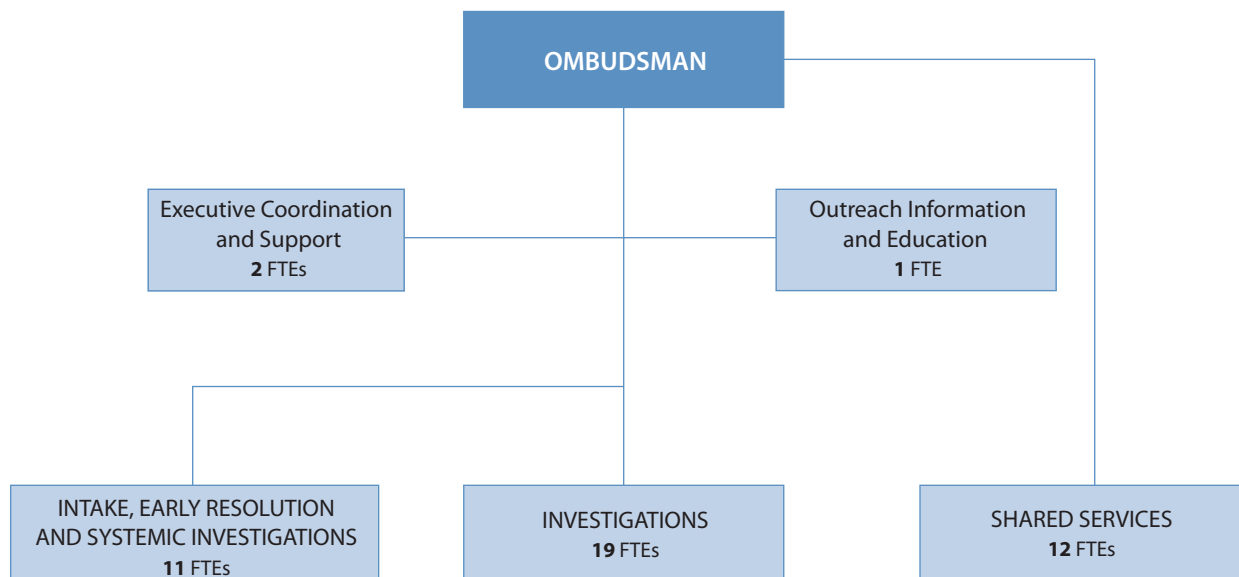 OMBUDSMAN
Executive Coordination
and Support
2 FTEs
Outreach Information
and Education
1 FTE
INTAKE, EARLY RESOLUTION
AND SYSTEMIC INVESTIGATIONS
11 FTEs
INVESTIGATIONS
19 FTEs
SHARED SERVICES
12 FTEs